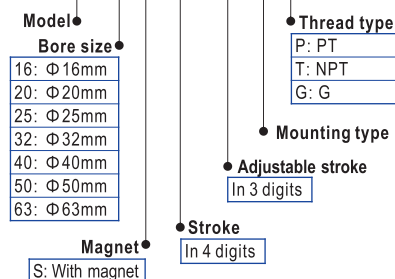 Model
Bore size
16: Φ16mm
20: Φ20mm
25: Φ25mm
32: Φ32mm
40: Φ40mm
50: Φ50mm
63: Φ63mm
Magnet
S: With magnet
Stroke
In 4 digits
Adjustable stroke
In 3 digits
Mounting type
Thread type
P: PT
T: NPT
G: G